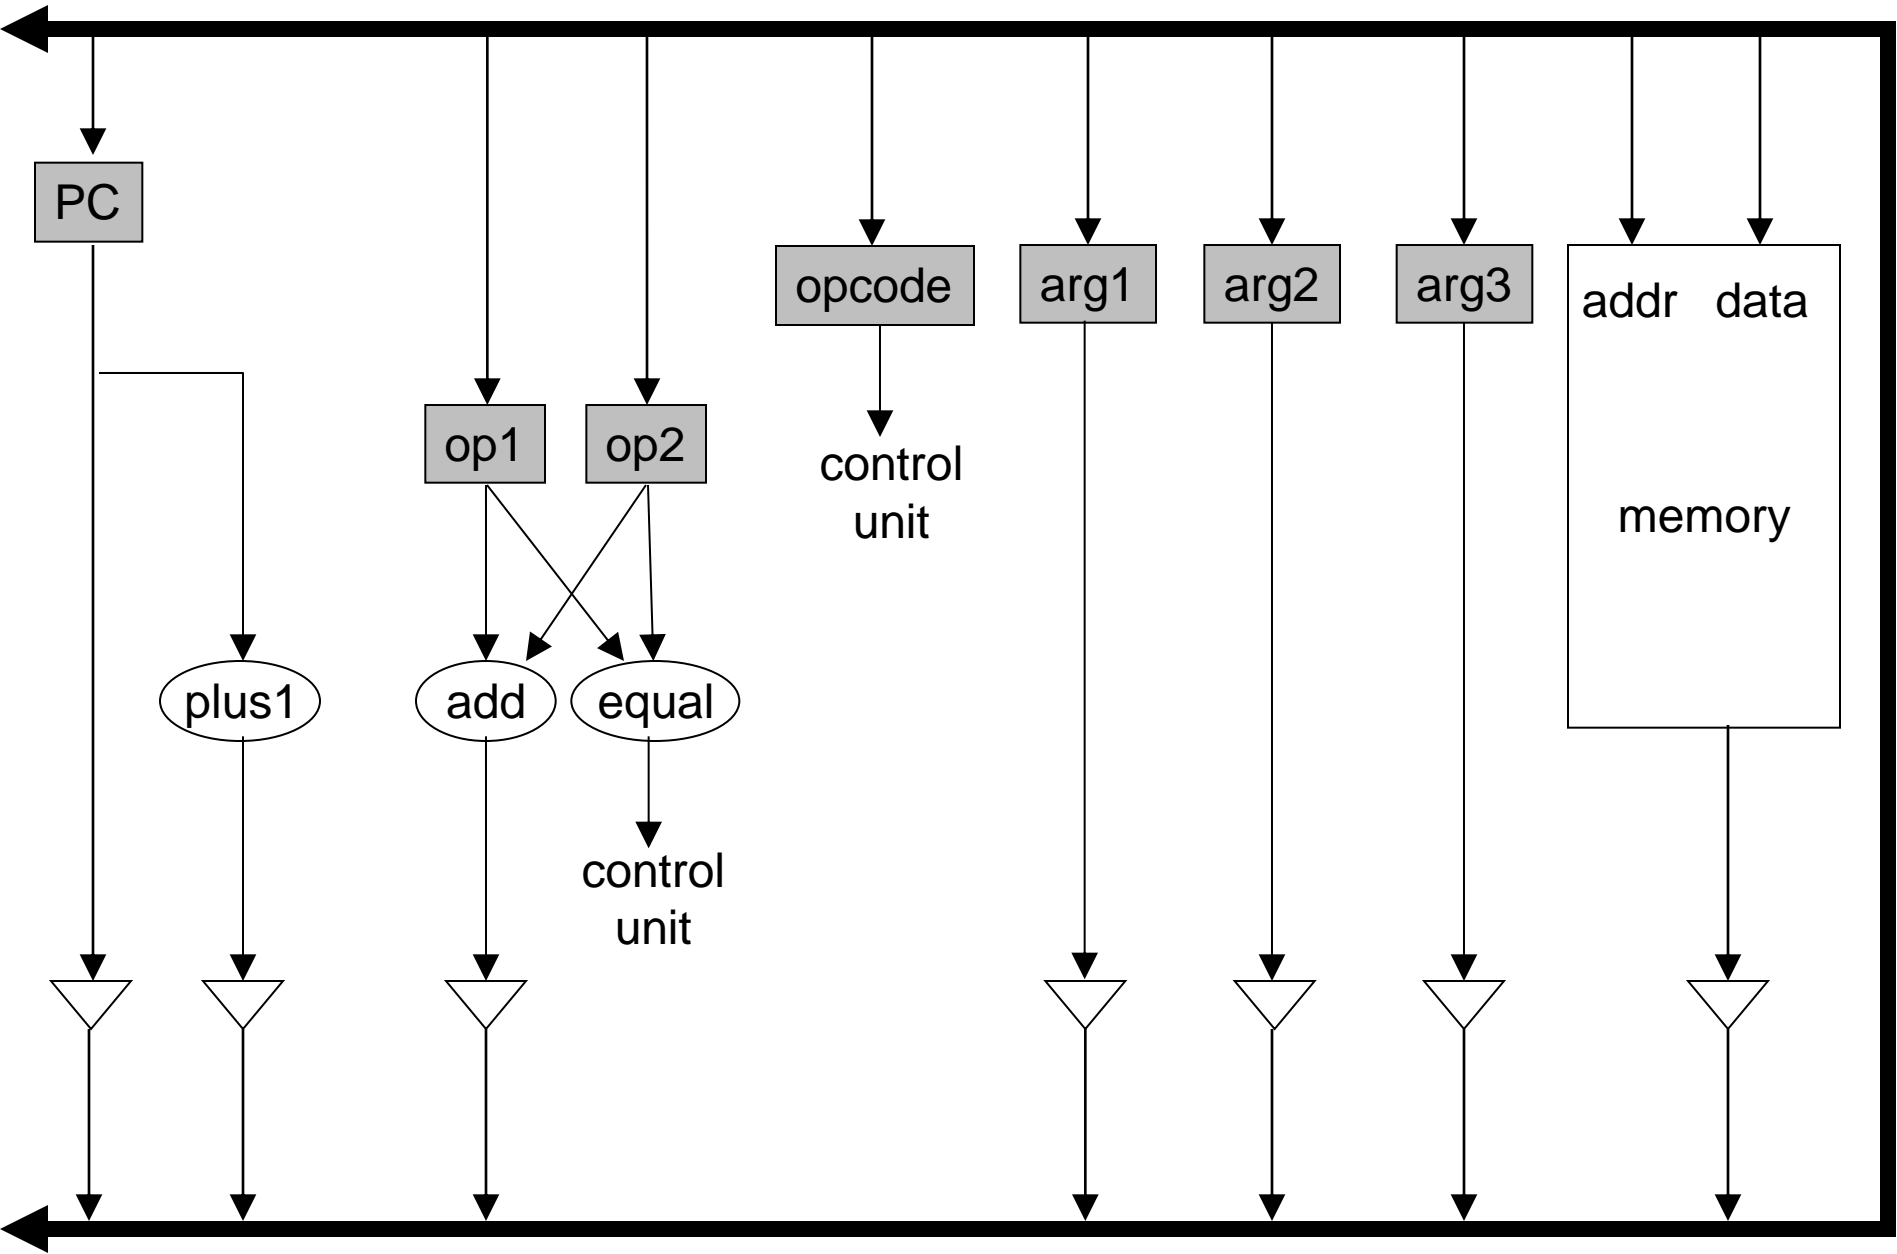 PC
opcode
arg1
arg2
arg3
addr data
op1
op2
control
unit
memory
plus1
add
equal
control
unit